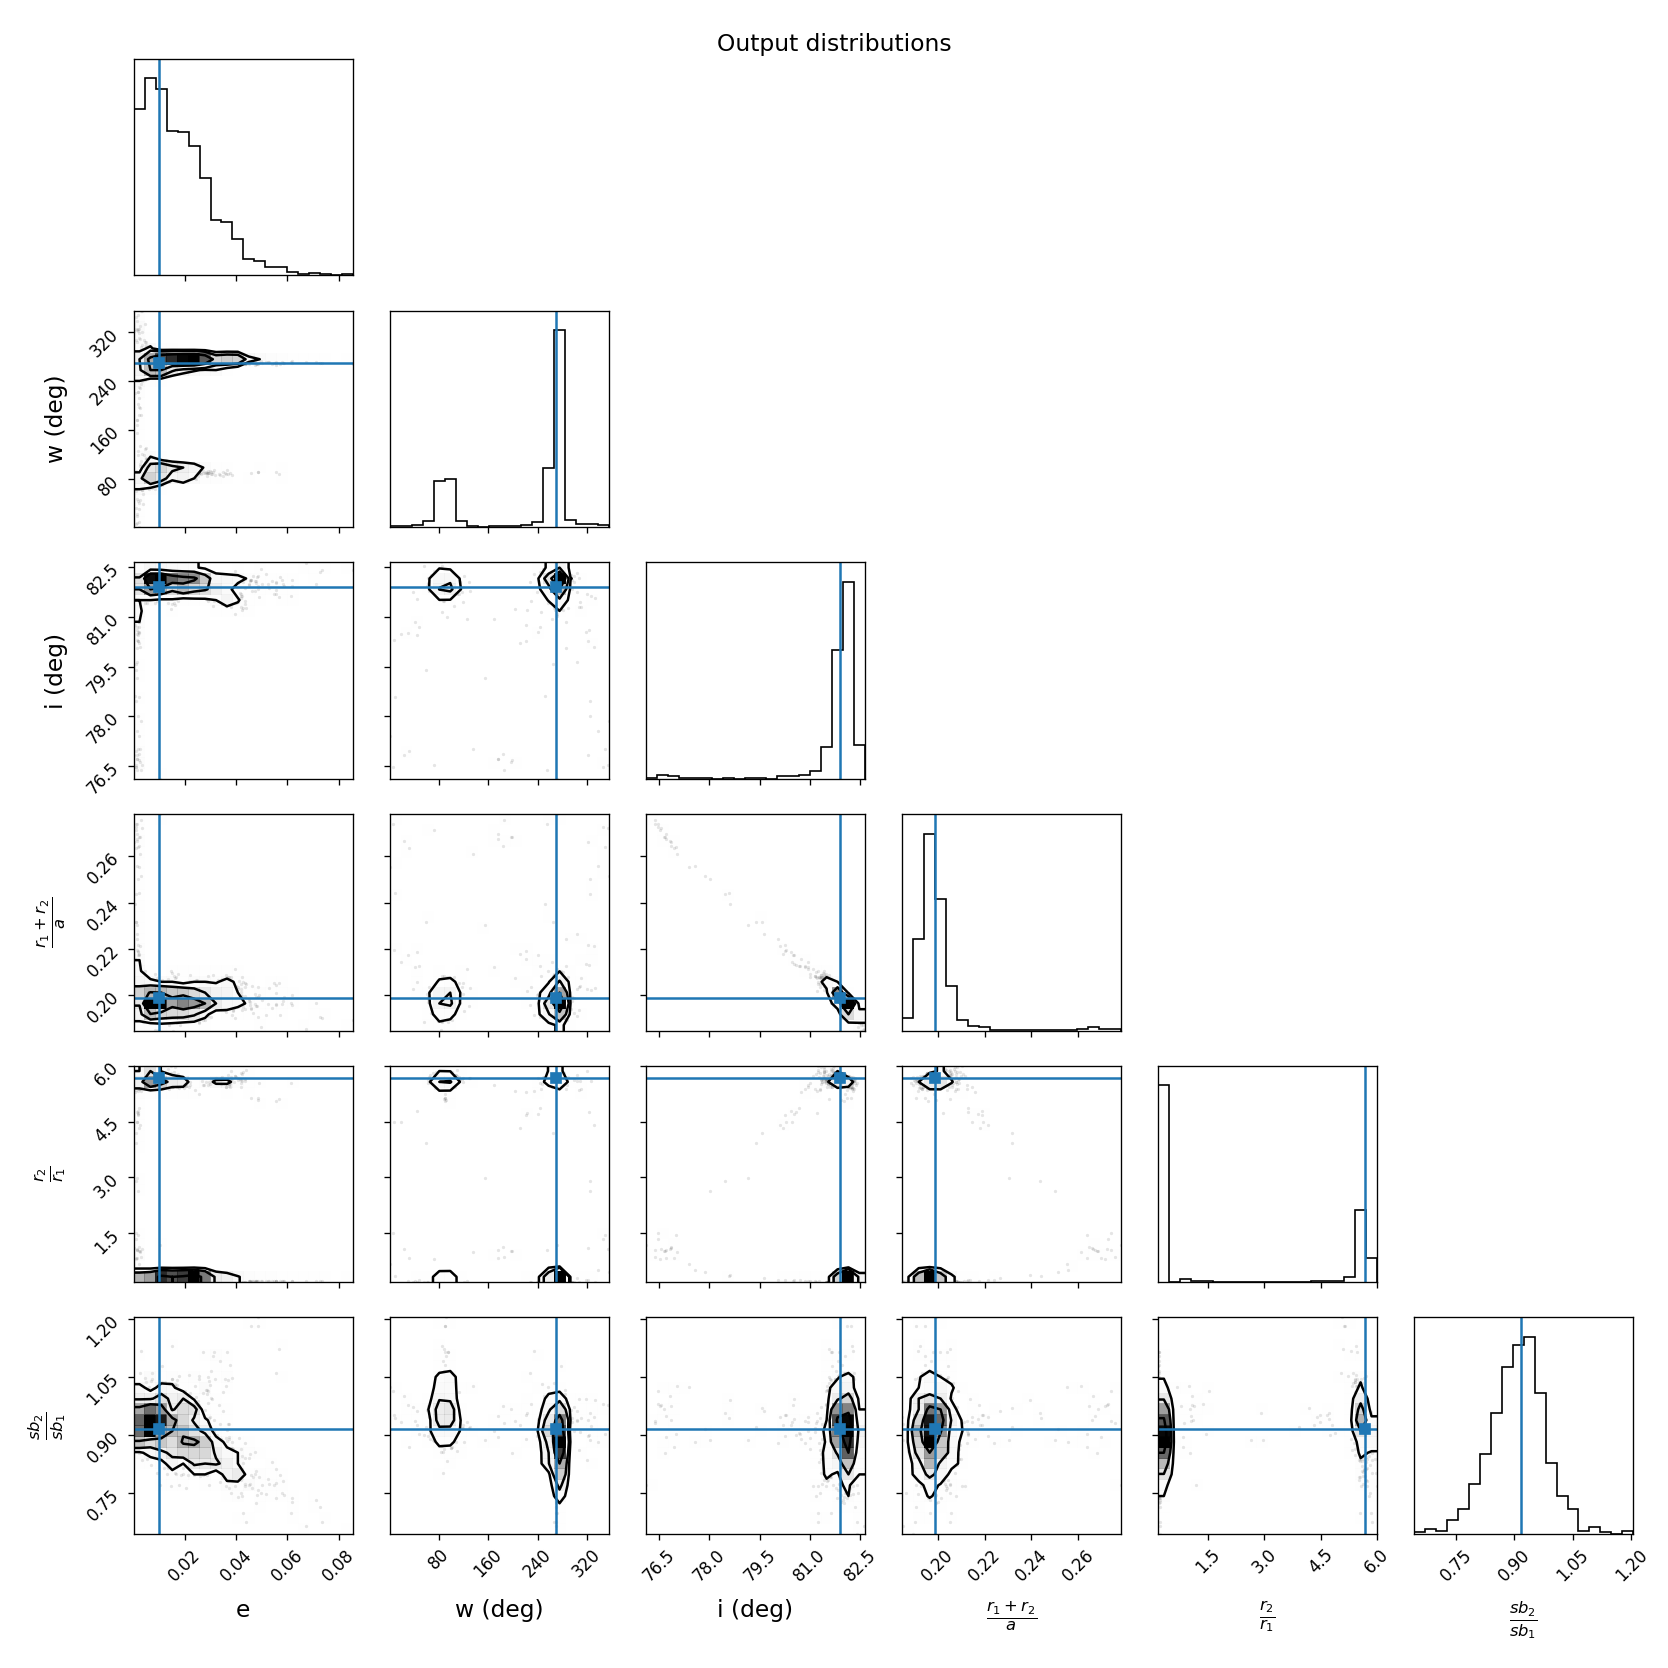 Output distributions
w (deg)
320
240
160
80
i (deg)
82.5
81.0
79.5
78.0
76.5
r₁ + r₂ / a
0.26
0.24
0.22
0.20
r₂ / r₁
6.0
4.5
3.0
1.5
sb₂ / sb₁
1.20
1.05
0.90
0.75
0.02 0.04 0.06 0.08 80 160 240 320 76.5 78.0 79.5 81.0 82.5 0.20 0.22 0.24 0.26 1.5 3.0 4.5 6.0 0.75 0.90 1.05 1.20
e w (deg) i (deg) r₁ + r₂ / a r₂ / r₁ sb₂ / sb₁